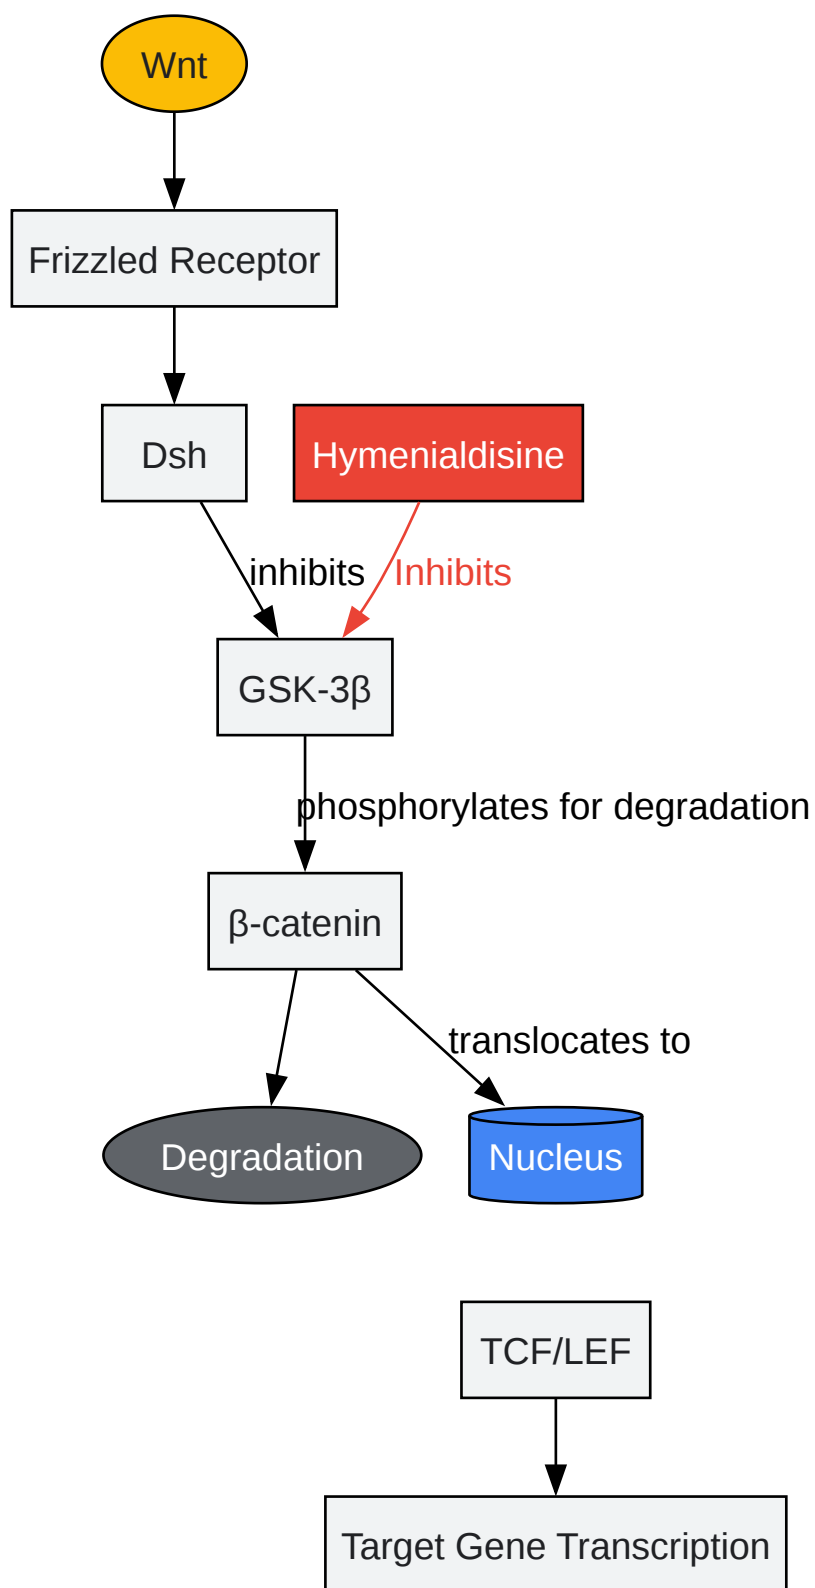 Wnt
Frizzled Receptor
Dsh
Hymenialdisine
inhibits
Inhibits
GSK-3β
phosphorylates for degradation
β-catenin
translocates to
Degradation
Nucleus
TCF/LEF
Target Gene Transcription